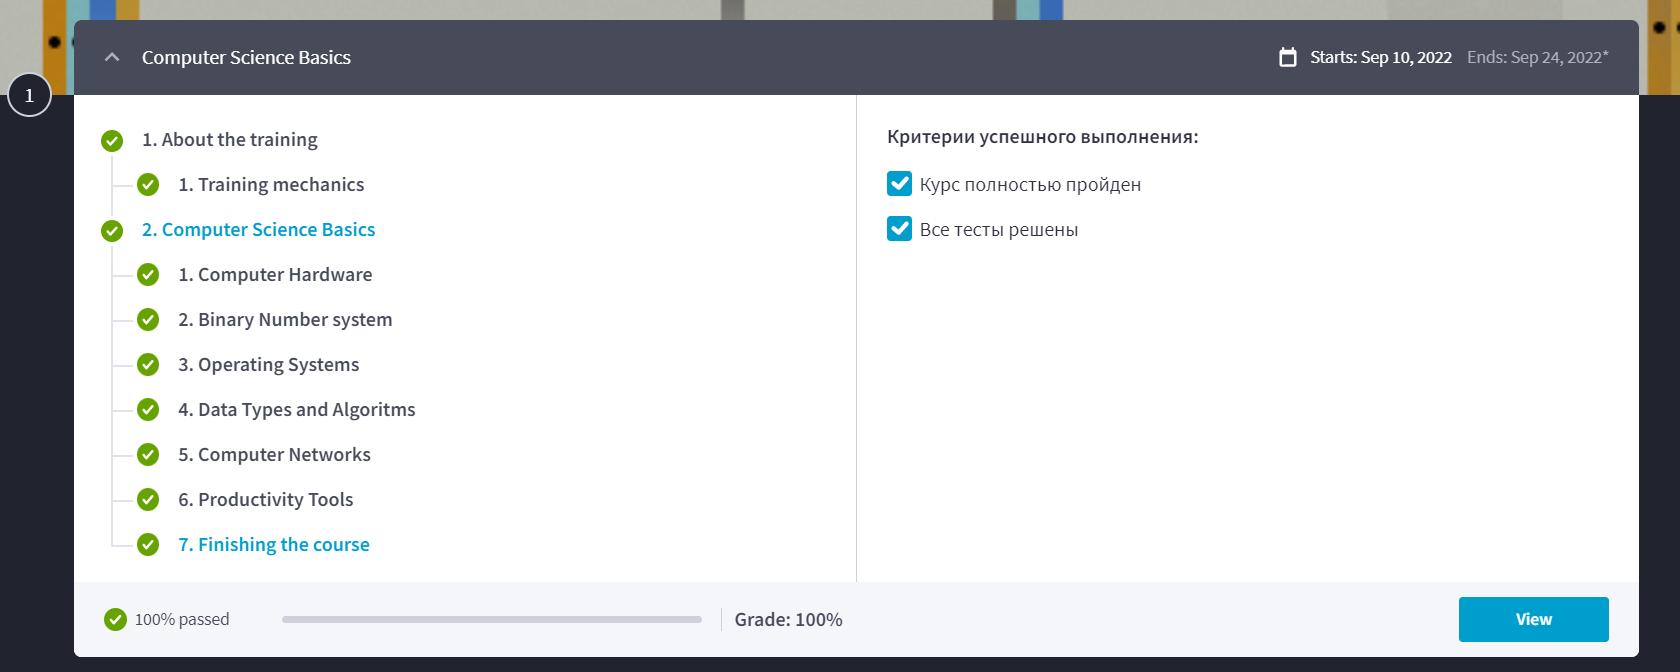 Computer Science Basics
Starts: Sep 10, 2022 Ends: Sep 24, 2022*
1
1. About the training
1. Training mechanics
2. Computer Science Basics
1. Computer Hardware
2. Binary Number system
3. Operating Systems
4. Data Types and Algoritms
5. Computer Networks
6. Productivity Tools
7. Finishing the course
Критерии успешного выполнения:
Курс полностью пройден
Все тесты решены
100% passed
Grade: 100%
View